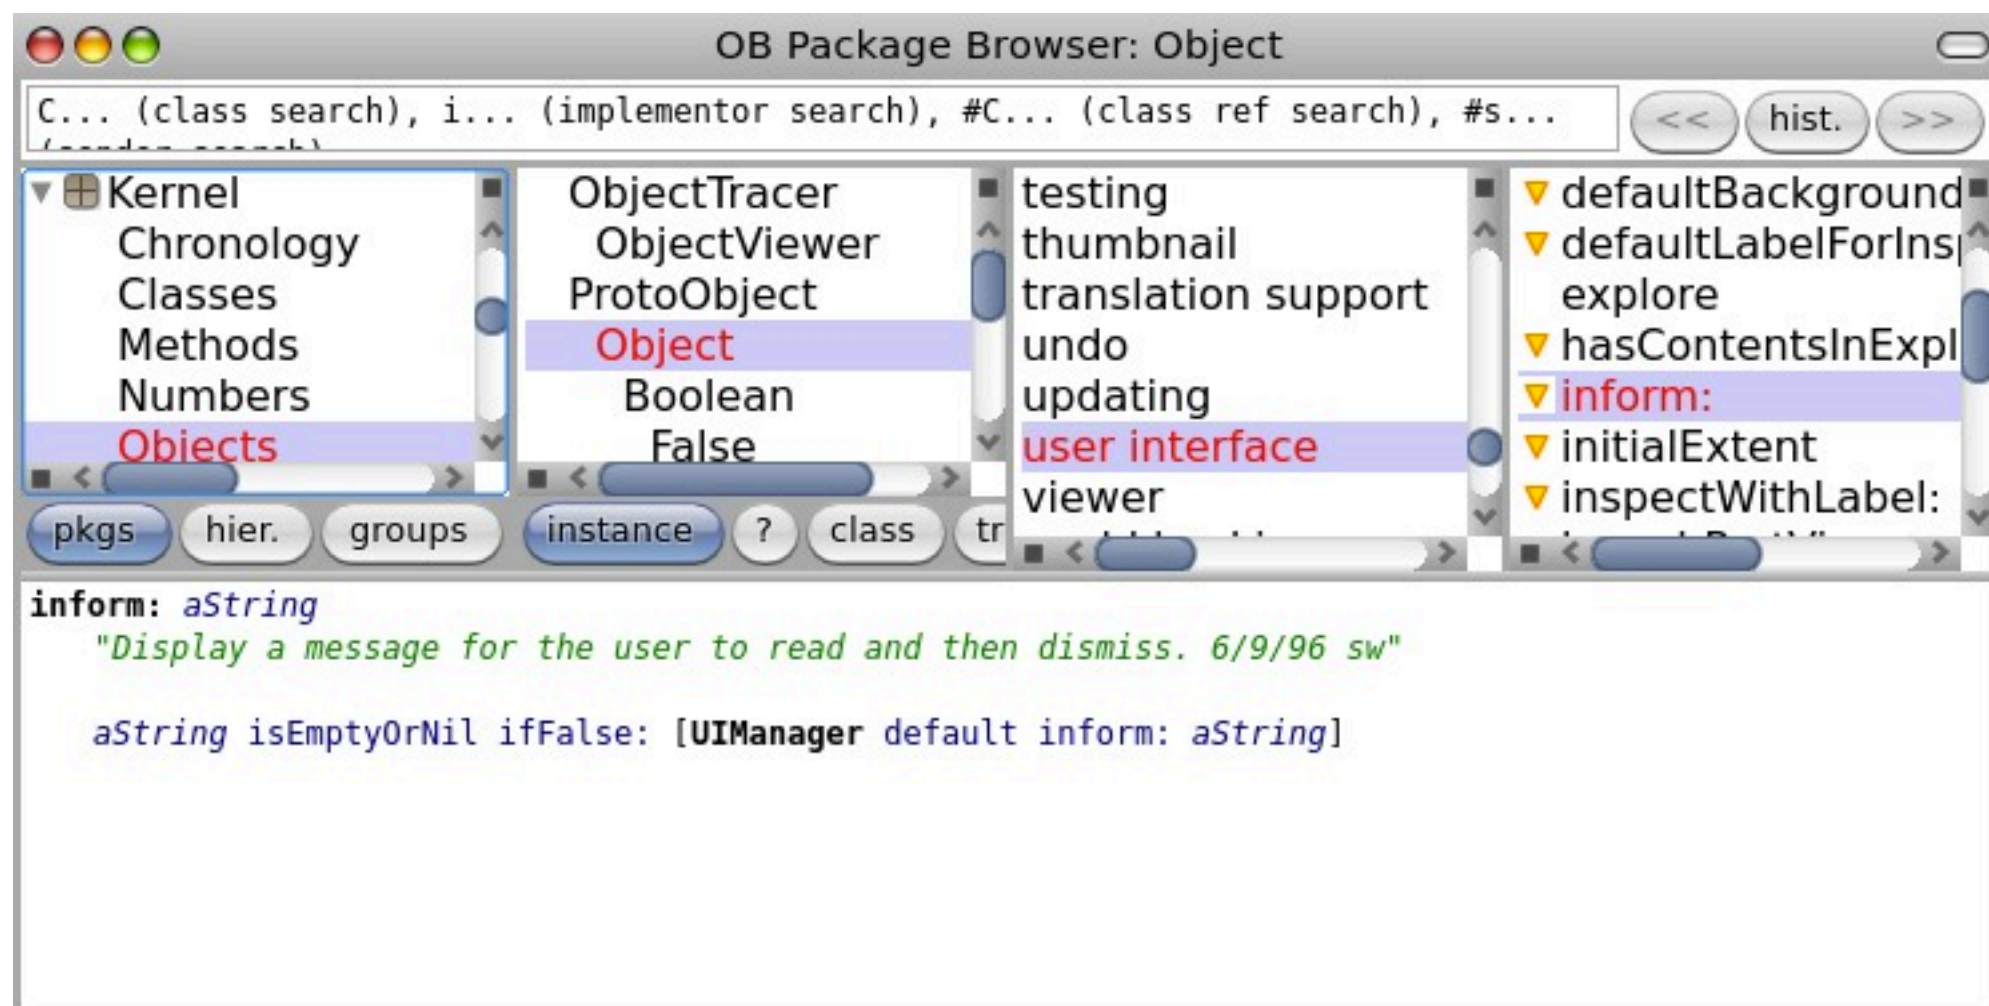 OB Package Browser: Object
C... (class search), i... (implementor search), #C... (class ref search), #s...
(sender search)
<< hist. >>
Kernel
Chronology
Classes
Methods
Numbers
Objects
pkgs hier. groups
ObjectTracer
ObjectViewer
ProtoObject
Object
Boolean
False
instance ? class tr
testing
thumbnail
translation support
undo
updating
user interface
viewer
defaultBackground
defaultLabelForInsp
explore
hasContentsInExpl
inform:
initialExtent
inspectWithLabel:
inform: aString
"Display a message for the user to read and then dismiss. 6/9/96 sw"
aString isEmptyOrNil ifFalse: [UIManager default inform: aString]